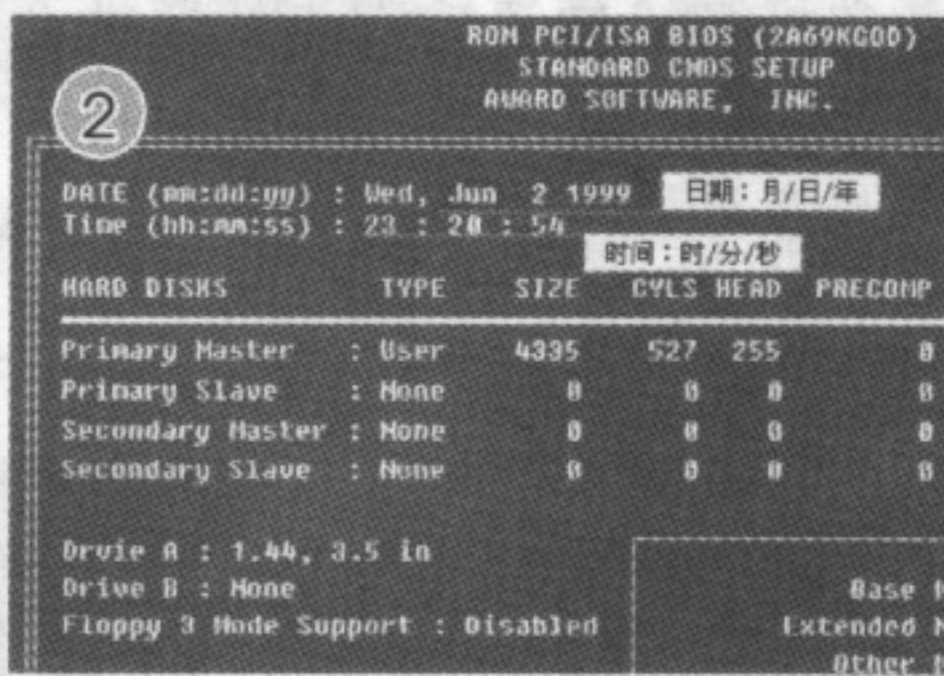 ROM PCI/ISA BIOS (2A69KGOD)
STANDARD CMOS SETUP
AWARD SOFTWARE, INC.
2
DATE (mm:dd:yy) : Wed, Jun 2 1999 日期：月/日/年
Time (hh:mm:ss) : 23 : 20 : 54
时间：时/分/秒
HARD DISKS TYPE SIZE CYLS HEAD PRECOMP
Primary Master : User 4335 527 255 0
Primary Slave : None 0 0 0 0
Secondary Master : None 0 0 0 0
Secondary Slave : None 0 0 0 0
Drvie A : 1.44, 3.5 in
Drive B : None
Base
Floppy 3 Mode Support : Disabled
Extended
Other